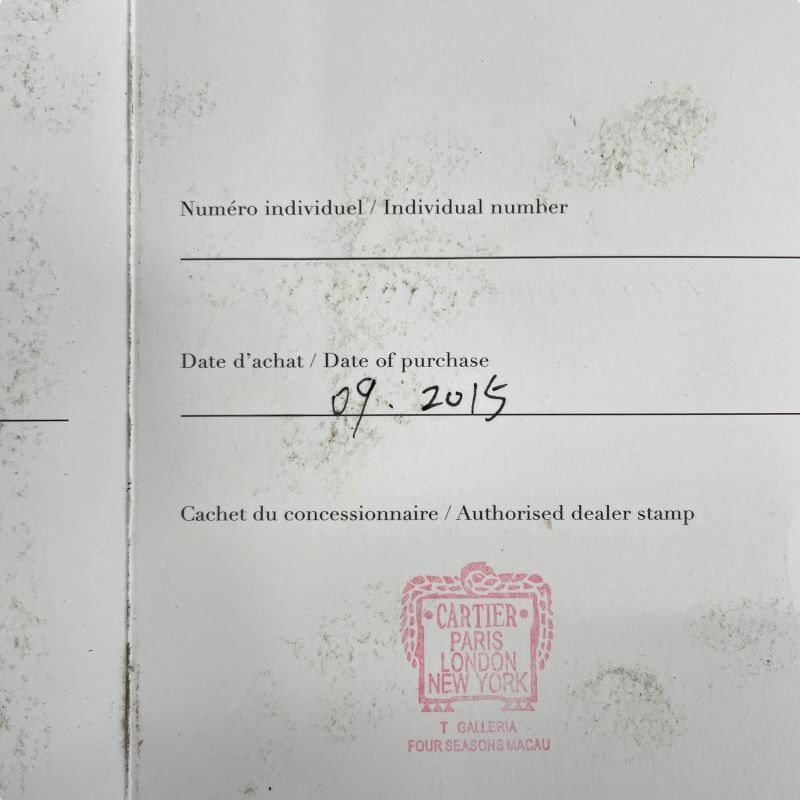 Numéro individuel / Individual number
Date d'achat / Date of purchase
09. 2015
Cachet du concessionnaire / Authorised dealer stamp
• CARTIER •
PARIS
LONDON
NEW YORK
T GALLERIA
FOUR SEASONS MACAU